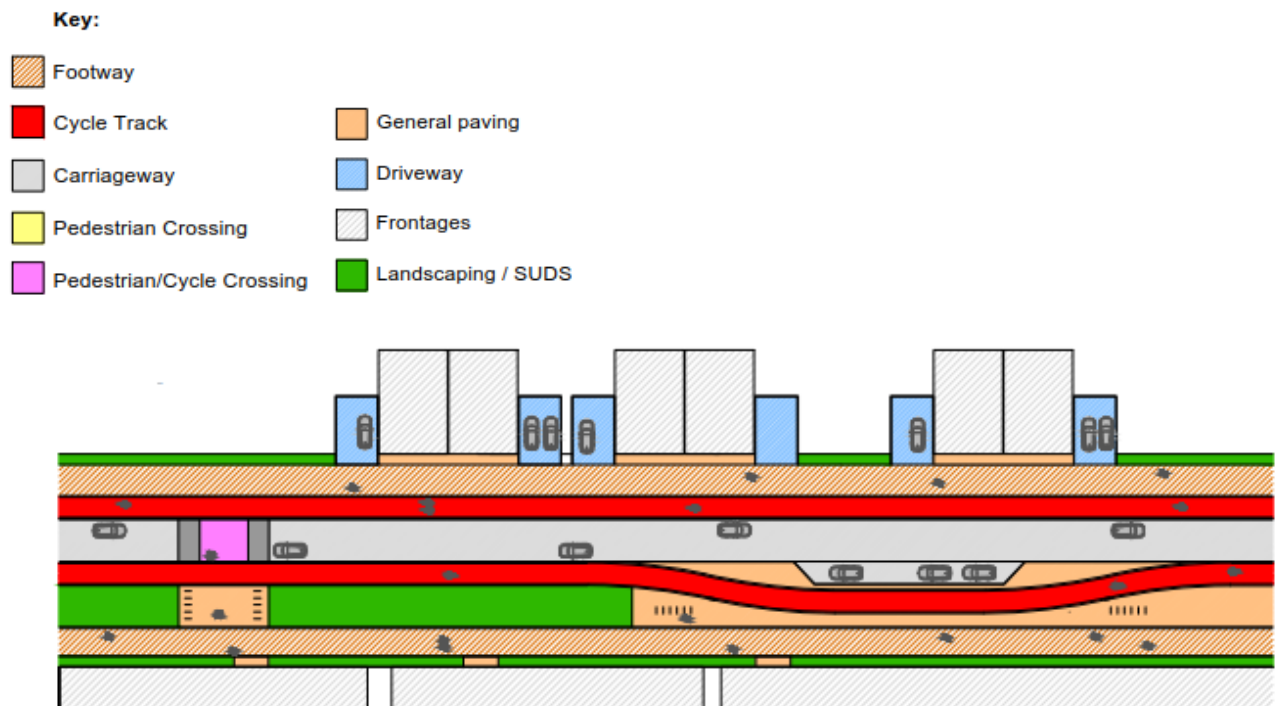 Key:
Footway
Cycle Track
General paving
Carriageway
Driveway
Pedestrian Crossing
Frontages
Pedestrian/Cycle Crossing
Landscaping / SUDS